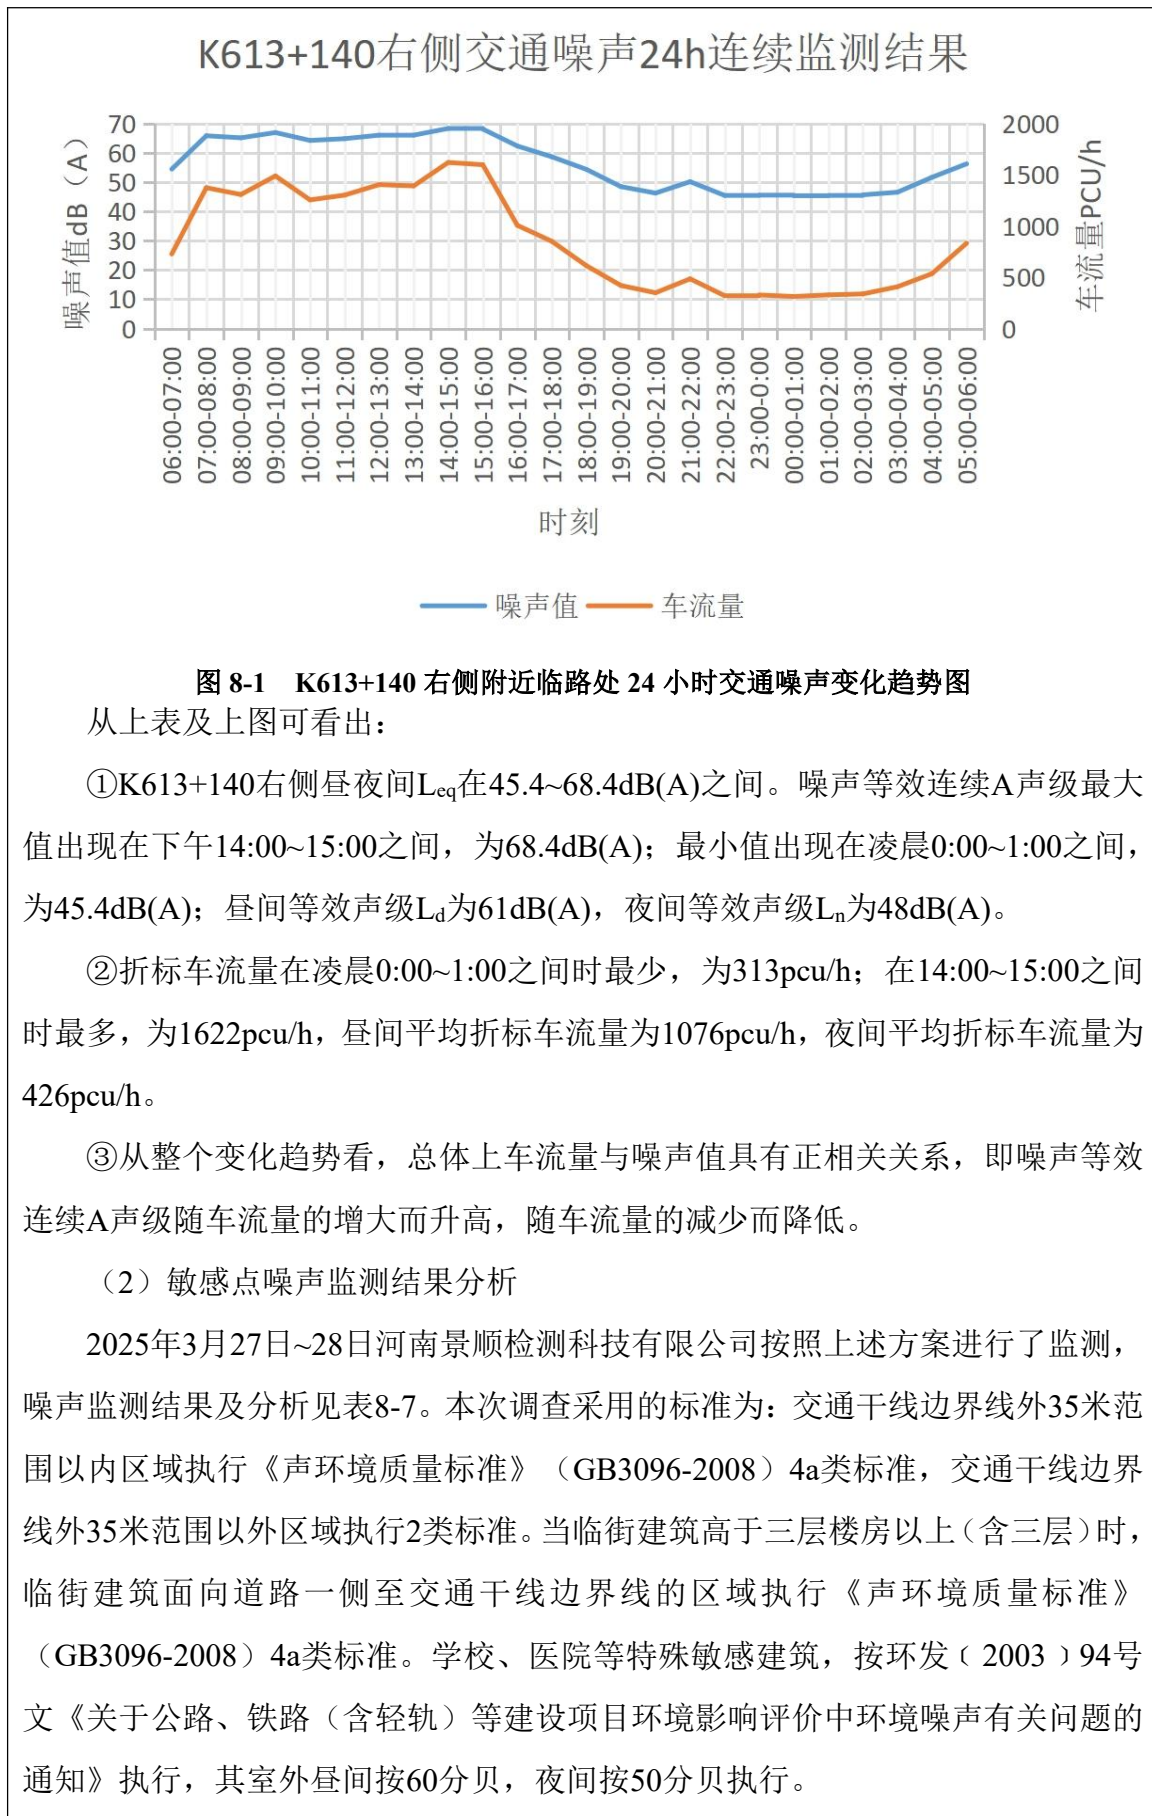 K613+140右侧交通噪声24h连续监测结果
噪声值dB（A）
70
60
50
40
30
20
10
0
2000
1500
1000
500
0
车流量PCU/h
06:00-07:00
07:00-08:00
08:00-09:00
09:00-10:00
10:00-11:00
11:00-12:00
12:00-13:00
13:00-14:00
14:00-15:00
15:00-16:00
16:00-17:00
17:00-18:00
18:00-19:00
19:00-20:00
20:00-21:00
21:00-22:00
22:00-23:00
23:00-0:00
00:00-01:00
01:00-02:00
02:00-03:00
03:00-04:00
04:00-05:00
05:00-06:00
时刻
噪声值 车流量
图 8-1 K613+140 右侧附近临路处 24 小时交通噪声变化趋势图
从上表及上图可看出：
①K613+140右侧昼夜间Leq在45.4~68.4dB(A)之间。噪声等效连续A声级最大
值出现在下午14:00~15:00之间，为68.4dB(A)；最小值出现在凌晨0:00~1:00之间，
为45.4dB(A)；昼间等效声级Ld为61dB(A)，夜间等效声级Ln为48dB(A)。
②折标车流量在凌晨0:00~1:00之间时最少，为313pcu/h；在14:00~15:00之间
时最多，为1622pcu/h，昼间平均折标车流量为1076pcu/h，夜间平均折标车流量为
426pcu/h。
③从整个变化趋势看，总体上车流量与噪声值具有正相关关系，即噪声等效
连续A声级随车流量的增大而升高，随车流量的减少而降低。
（2）敏感点噪声监测结果分析
2025年3月27日~28日河南景顺检测科技有限公司按照上述方案进行了监测，
噪声监测结果及分析见表8-7。本次调查采用的标准为：交通干线边界线外35米范
围以内区域执行《声环境质量标准》（GB3096-2008）4a类标准，交通干线边界
线外35米范围以外区域执行2类标准。当临街建筑高于三层楼房以上（含三层）时，
临街建筑面向道路一侧至交通干线边界线的区域执行《声环境质量标准》
（GB3096-2008）4a类标准。学校、医院等特殊敏感建筑，按环发﹝2003﹞94号
文《关于公路、铁路（含轻轨）等建设项目环境影响评价中环境噪声有关问题的
通知》执行，其室外昼间按60分贝，夜间按50分贝执行。